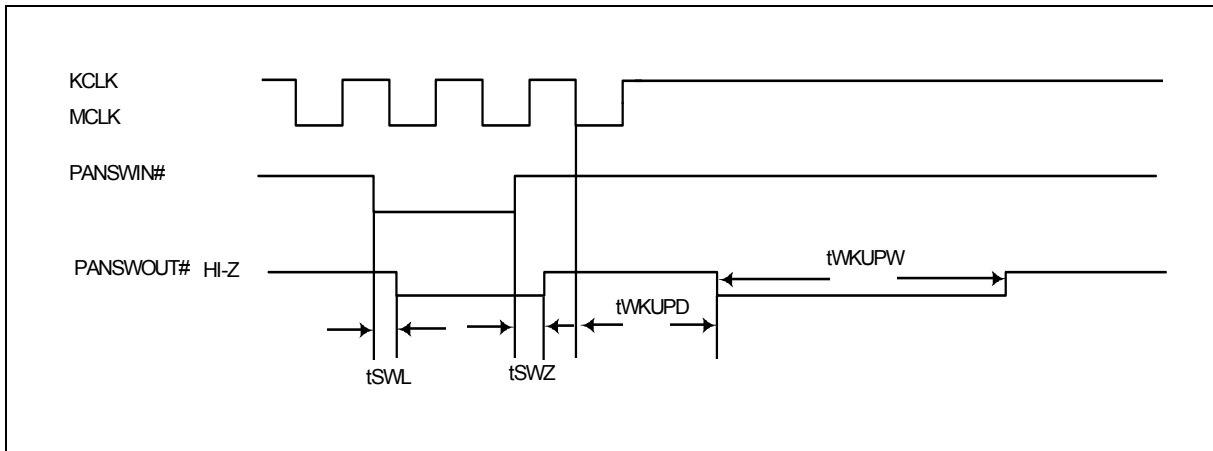 KCLK
MCLK
PANSWIN#
PANSWOUT# HI-Z
tWKUPW
tWKUPD
tSWL
tSWZ